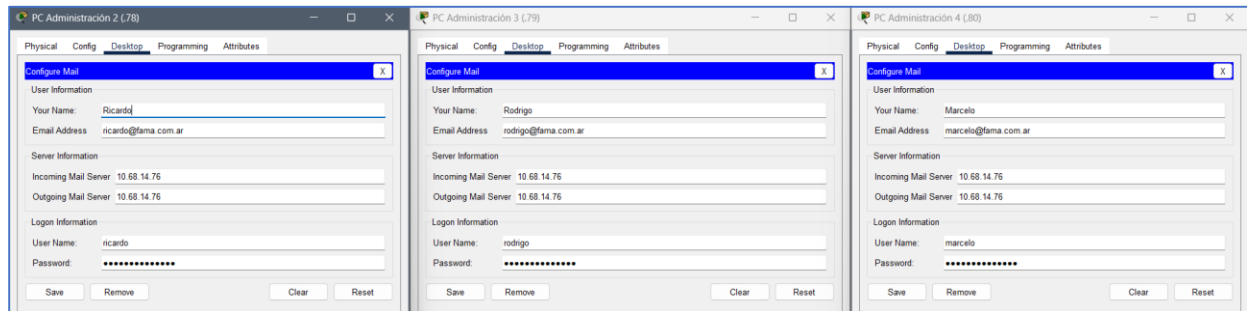 PC Administración 2 (.78)
Physical Config Desktop Programming Attributes
Configure Mail X
User Information
Your Name: Ricardo
Email Address ricardo@fama.com.ar
Server Information
Incoming Mail Server 10.68.14.76
Outgoing Mail Server 10.68.14.76
Logon Information
User Name: ricardo
Password: ••••••••••••••
Save Remove Clear Reset
PC Administración 3 (.79)
Physical Config Desktop Programming Attributes
Configure Mail X
User Information
Your Name: Rodrigo
Email Address rodrigo@fama.com.ar
Server Information
Incoming Mail Server 10.68.14.76
Outgoing Mail Server 10.68.14.76
Logon Information
User Name: rodrigo
Password: ••••••••••••••
Save Remove Clear Reset
PC Administración 4 (.80)
Physical Config Desktop Programming Attributes
Configure Mail X
User Information
Your Name: Marcelo
Email Address marcelo@fama.com.ar
Server Information
Incoming Mail Server 10.68.14.76
Outgoing Mail Server 10.68.14.76
Logon Information
User Name: marcelo
Password: ••••••••••••••
Save Remove Clear Reset